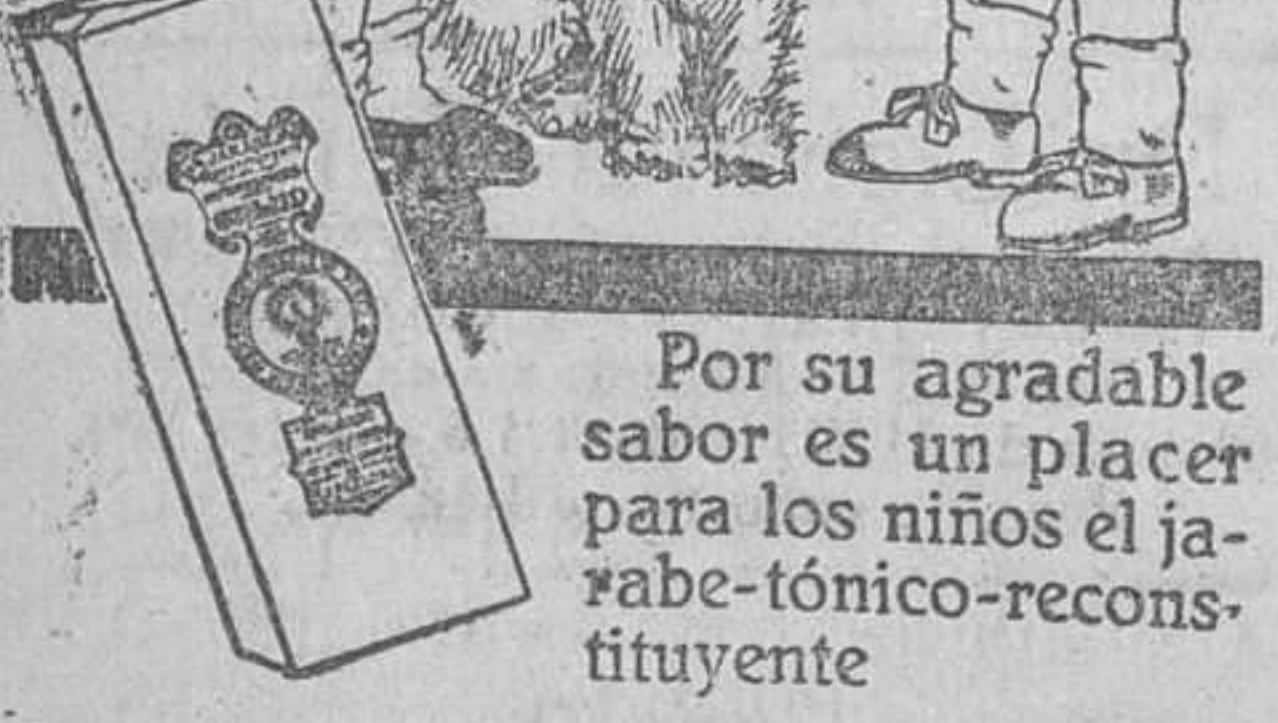 Por su agradable
sabor es un placer
para los niños el ja-
rabe-tónico-recons-
tituyente